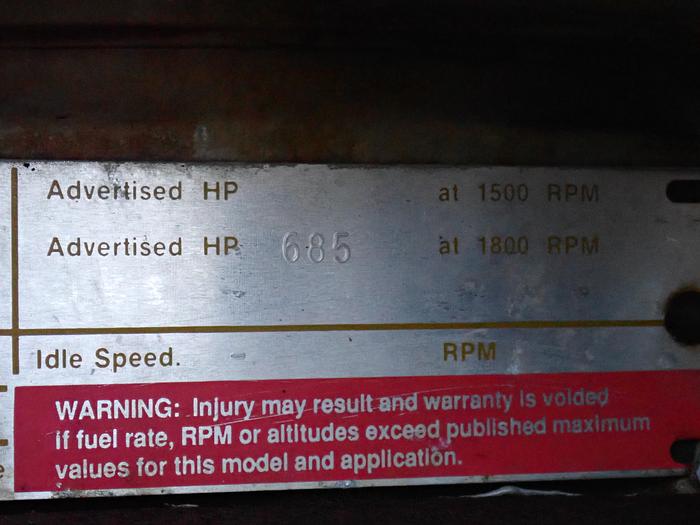 Advertised HP at 1500 RPM
Advertised HP 685 at 1800 RPM
Idle Speed. RPM
WARNING: Injury may result and warranty is voided
if fuel rate, RPM or altitudes exceed published maximum
values for this model and application.